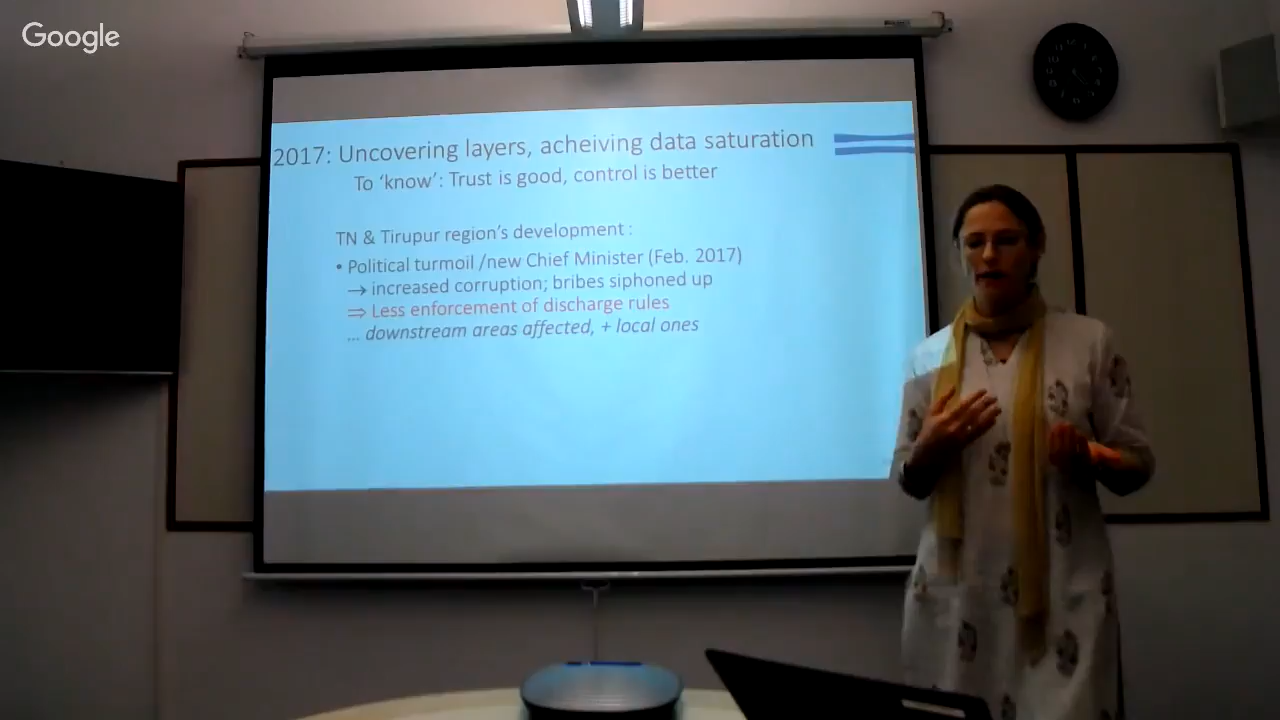 Google
2017: Uncovering layers, acheiving data saturation
To ‘know’: Trust is good, control is better
TN & Tirupur region’s development :
• Political turmoil /new Chief Minister (Feb. 2017)
→ increased corruption; bribes siphoned up
⇒ Less enforcement of discharge rules
... downstream areas affected, + local ones